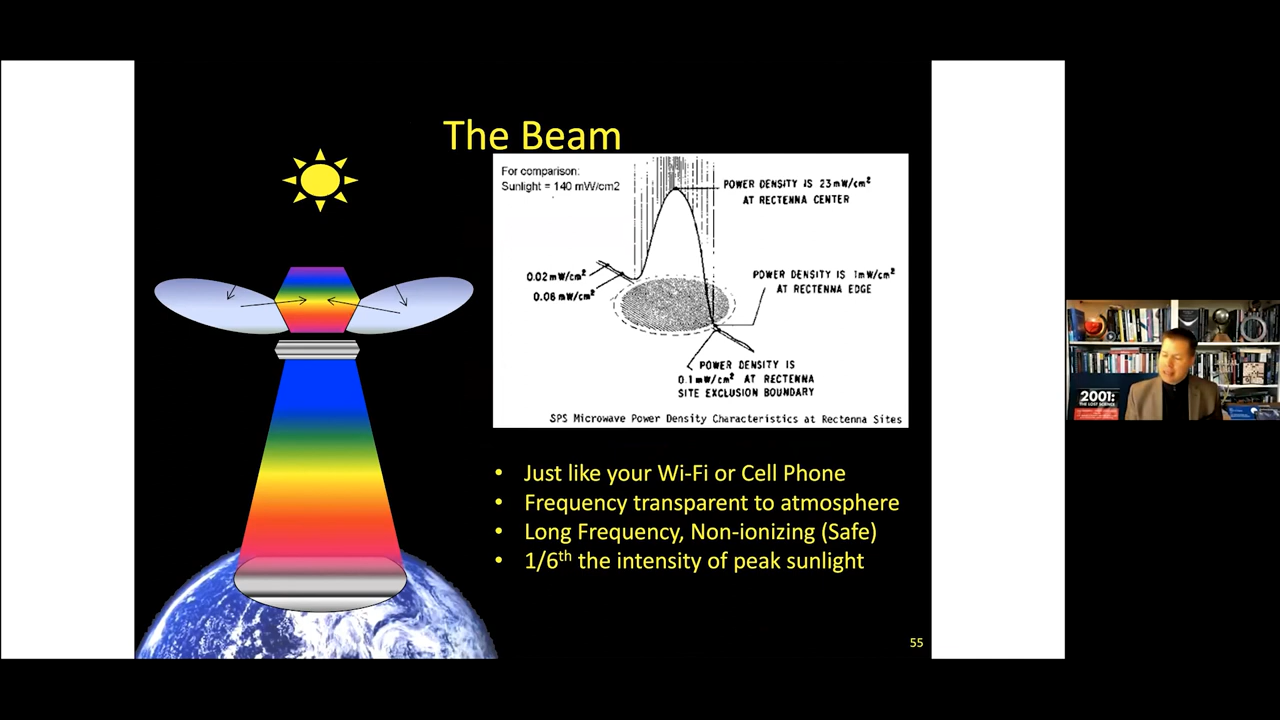 The Beam
For comparison:
Sunlight = 140 mW/cm2
POWER DENSITY IS 23 mW/cm²
AT RECTENNA CENTER
0.02 mW/cm²
0.06 mW/cm²
POWER DENSITY IS 1mW/cm²
AT RECTENNA EDGE
POWER DENSITY IS
0.1 mW/cm² AT RECTENNA
SITE EXCLUSION BOUNDARY
SPS Microwave Power Density Characteristics at Rectenna Sites
• Just like your Wi-Fi or Cell Phone
• Frequency transparent to atmosphere
• Long Frequency, Non-ionizing (Safe)
• 1/6th the intensity of peak sunlight
55
2001:
THE LOST SCIENCE